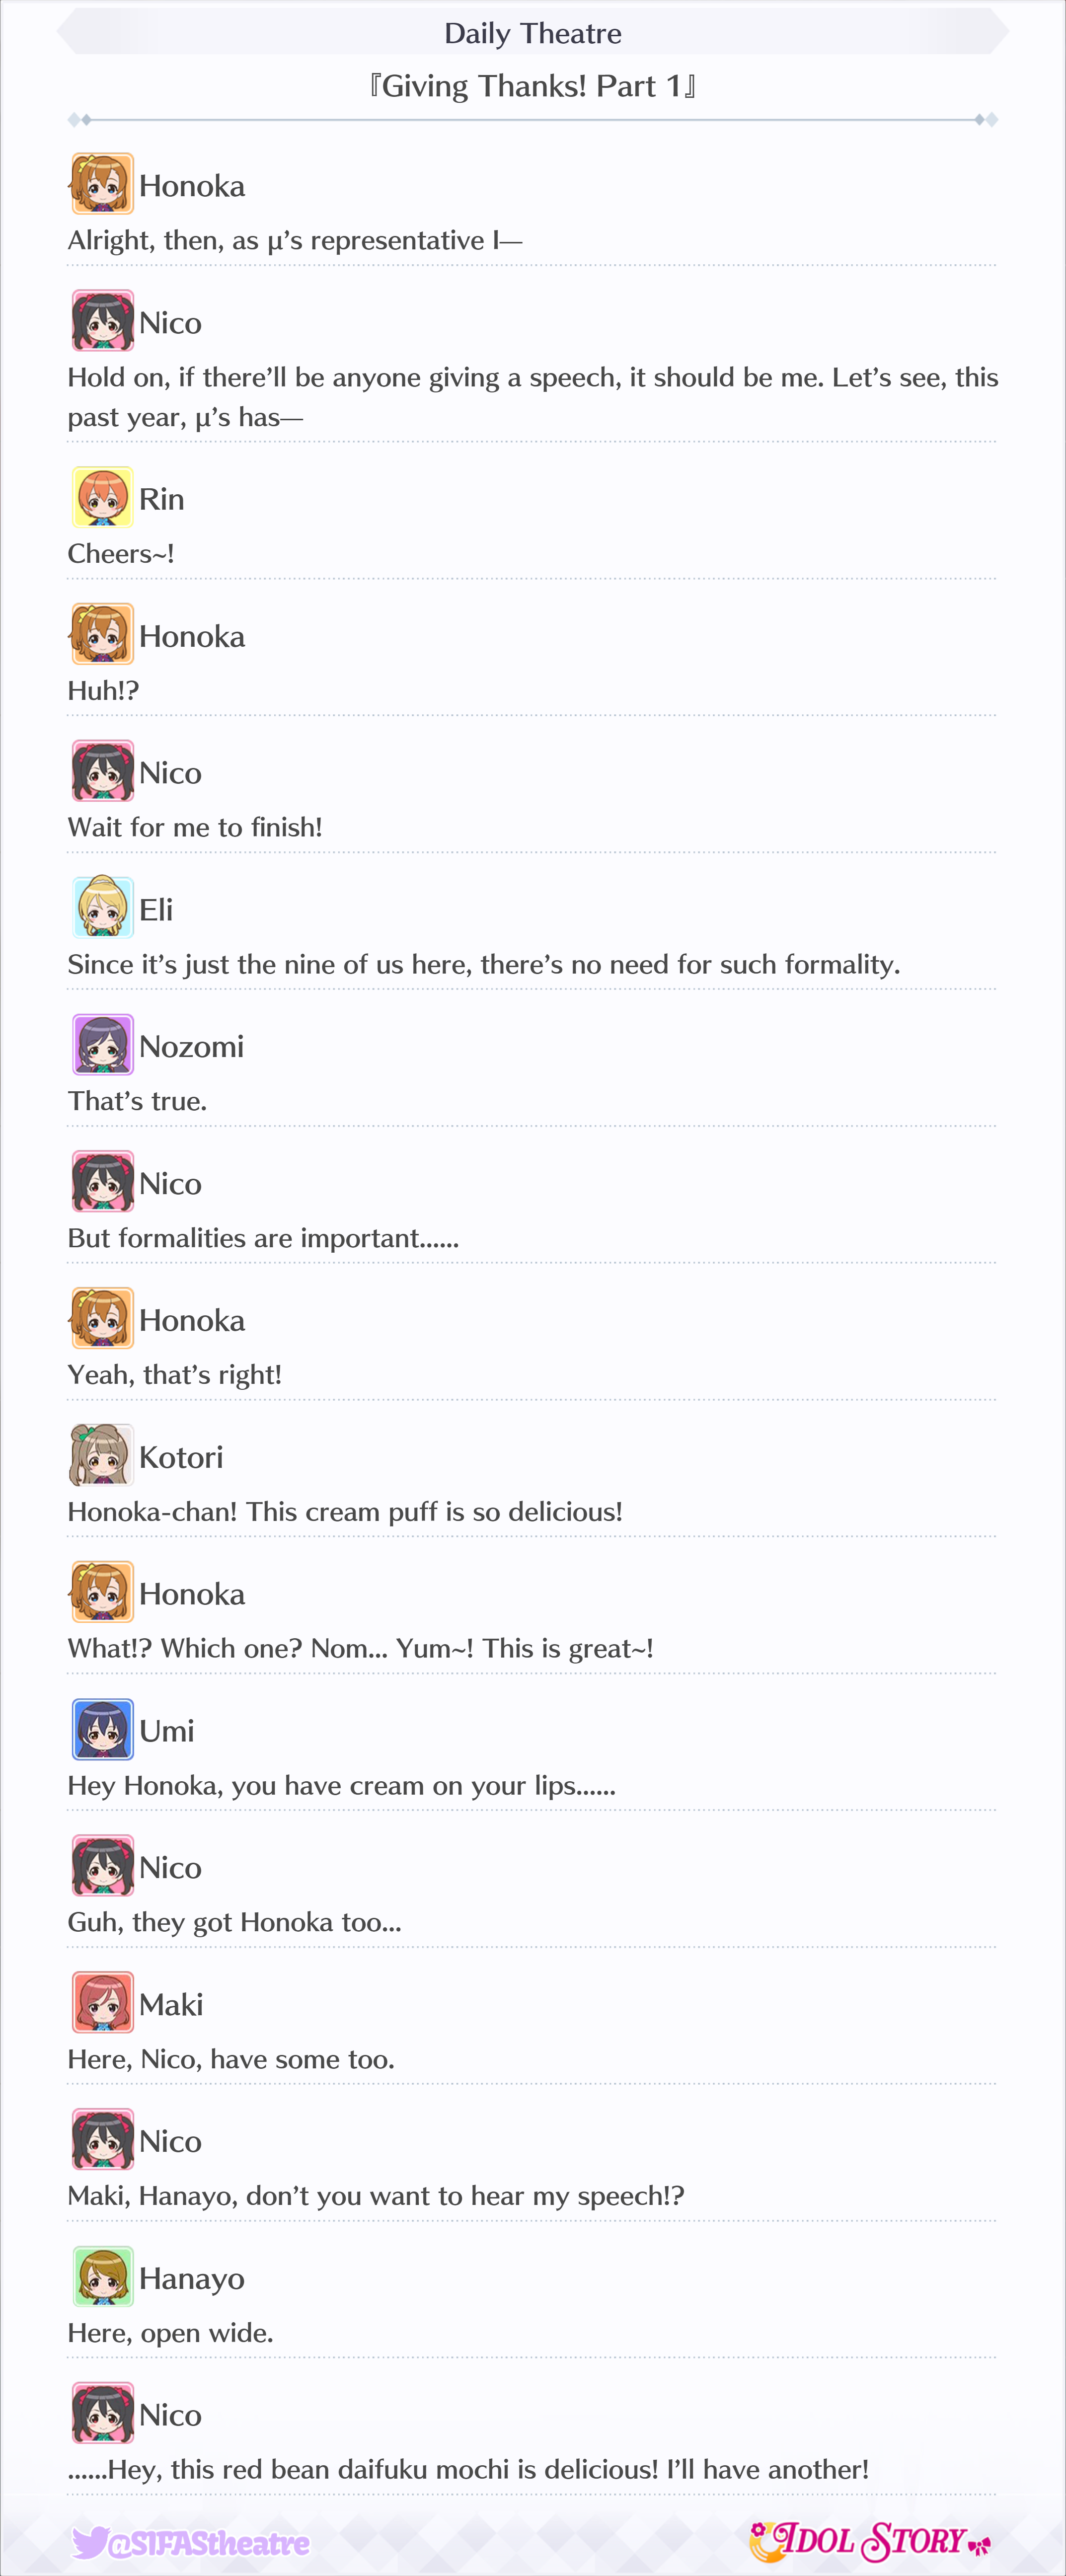 Daily Theatre
『Giving Thanks! Part 1』
Honoka
Alright, then, as μ’s representative I—
Nico
Hold on, if there’ll be anyone giving a speech, it should be me. Let’s see, this
past year, μ’s has—
Rin
Cheers~!
Honoka
Huh!?
Nico
Wait for me to finish!
Eli
Since it’s just the nine of us here, there’s no need for such formality.
Nozomi
That’s true.
Nico
But formalities are important......
Honoka
Yeah, that’s right!
Kotori
Honoka-chan! This cream puff is so delicious!
Honoka
What!? Which one? Nom... Yum~! This is great~!
Umi
Hey Honoka, you have cream on your lips......
Nico
Guh, they got Honoka too...
Maki
Here, Nico, have some too.
Nico
Maki, Hanayo, don’t you want to hear my speech!?
Hanayo
Here, open wide.
Nico
......Hey, this red bean daifuku mochi is delicious! I’ll have another!
@SIFAStheatre
IDOL STORY